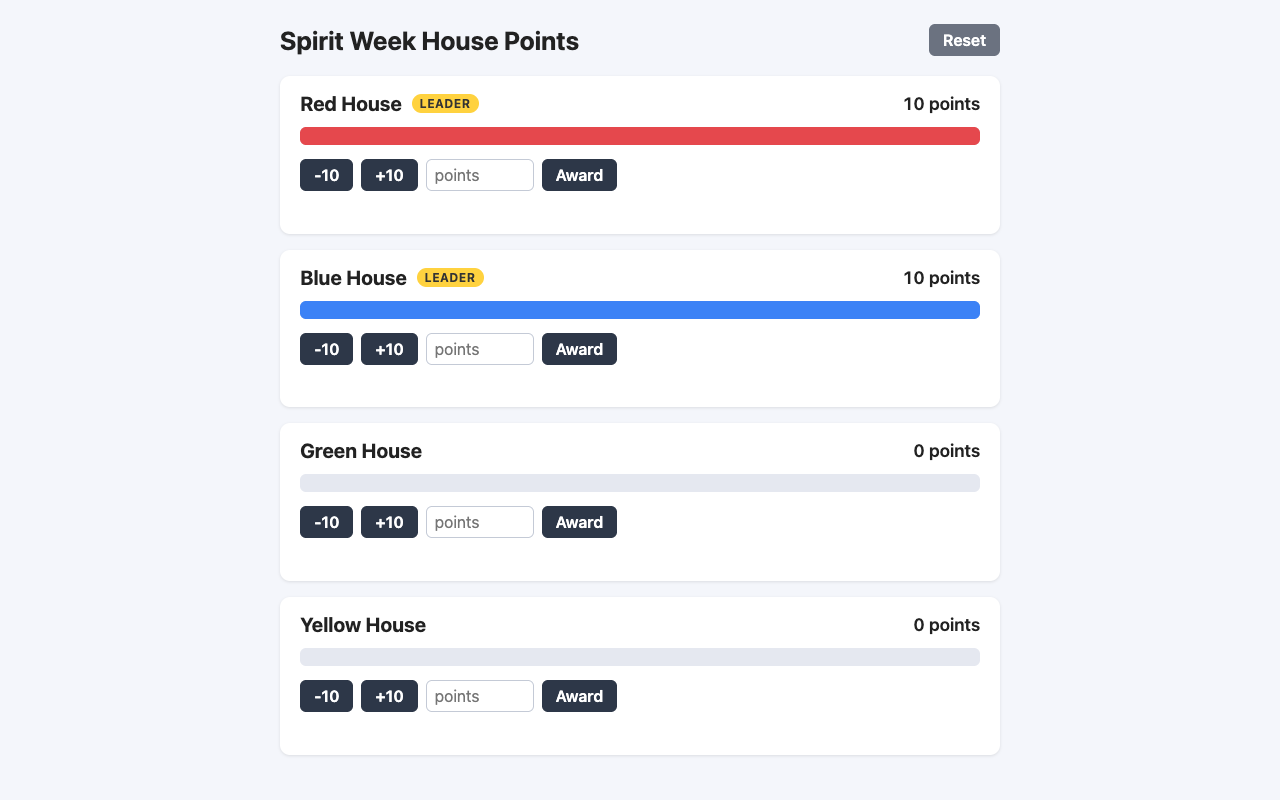 Spirit Week House Points Reset
Red House LEADER 10 points
-10 +10 points Award
Blue House LEADER 10 points
-10 +10 points Award
Green House 0 points
-10 +10 points Award
Yellow House 0 points
-10 +10 points Award